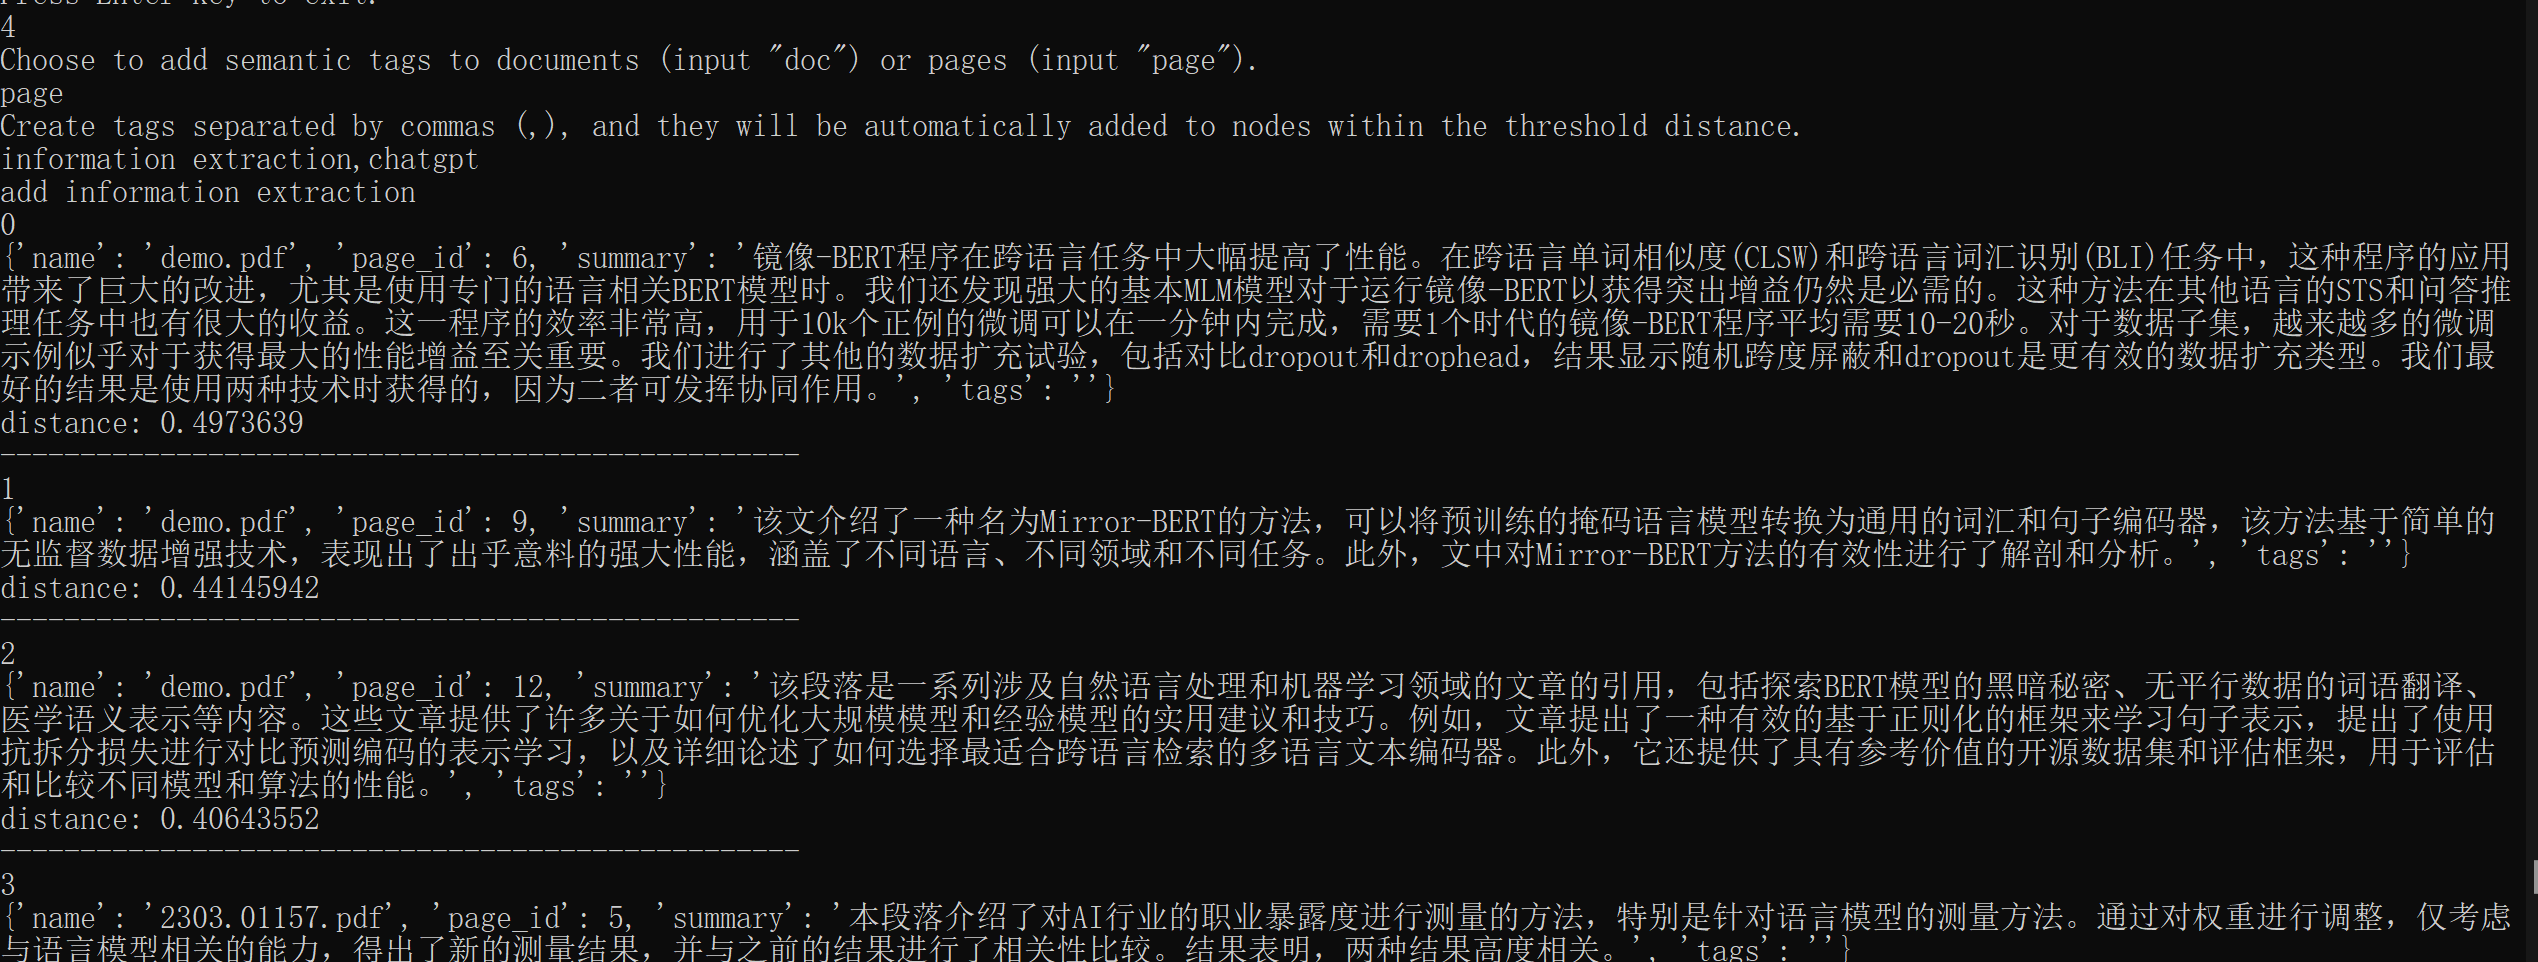 Press Enter key to exit.
4
Choose to add semantic tags to documents (input "doc") or pages (input "page").
page
Create tags separated by commas (,), and they will be automatically added to nodes within the threshold distance.
information extraction,chatgpt
add information extraction
0
{'name': 'demo.pdf', 'page_id': 6, 'summary': '镜像-BERT程序在跨语言任务中大幅提高了性能。在跨语言单词相似度(CLSW)和跨语言词汇识别(BLI)任务中，这种程序的应用
带来了巨大的改进，尤其是使用专门的语言相关BERT模型时。我们还发现强大的基本MLM模型对于运行镜像-BERT以获得突出增益仍然是必需的。这种方法在其他语言的STS和问答推
理任务中也有很大的收益。这一程序的效率非常高，用于10k个正例的微调可以在一分钟内完成，需要1个时代的镜像-BERT程序平均需要10-20秒。对于数据子集，越来越多的微调
示例似乎对于获得最大的性能增益至关重要。我们进行了其他的数据扩充试验，包括对比dropout和drophead，结果显示随机跨度屏蔽和dropout是更有效的数据扩充类型。我们最
好的结果是使用两种技术时获得的，因为二者可发挥协同作用。', 'tags': ''}
distance: 0.4973639
--------------------------------------------------
1
{'name': 'demo.pdf', 'page_id': 9, 'summary': '该文介绍了一种名为Mirror-BERT的方法，可以将预训练的掩码语言模型转换为通用的词汇和句子编码器，该方法基于简单的
无监督数据增强技术，表现出了出乎意料的强大性能，涵盖了不同语言、不同领域和不同任务。此外，文中对Mirror-BERT方法的有效性进行了解剖和分析。', 'tags': ''}
distance: 0.44145942
--------------------------------------------------
2
{'name': 'demo.pdf', 'page_id': 12, 'summary': '该段落是一系列涉及自然语言处理和机器学习领域的文章的引用，包括探索BERT模型的黑暗秘密、无平行数据的词语翻译、
医学语义表示等内容。这些文章提供了许多关于如何优化大规模模型和经验模型的实用建议和技巧。例如，文章提出了一种有效的基于正则化的框架来学习句子表示，提出了使用
抗拆分损失进行对比预测编码的表示学习，以及详细论述了如何选择最适合跨语言检索的多语言文本编码器。此外，它还提供了具有参考价值的开源数据集和评估框架，用于评估
和比较不同模型和算法的性能。', 'tags': ''}
distance: 0.40643552
--------------------------------------------------
3
{'name': '2303.01157.pdf', 'page_id': 5, 'summary': '本段落介绍了对AI行业的职业暴露度进行测量的方法，特别是针对语言模型的测量方法。通过对权重进行调整，仅考虑
与语言模型相关的能力，得出了新的测量结果，并与之前的结果进行了相关性比较。结果表明，两种结果高度相关。', 'tags': ''}